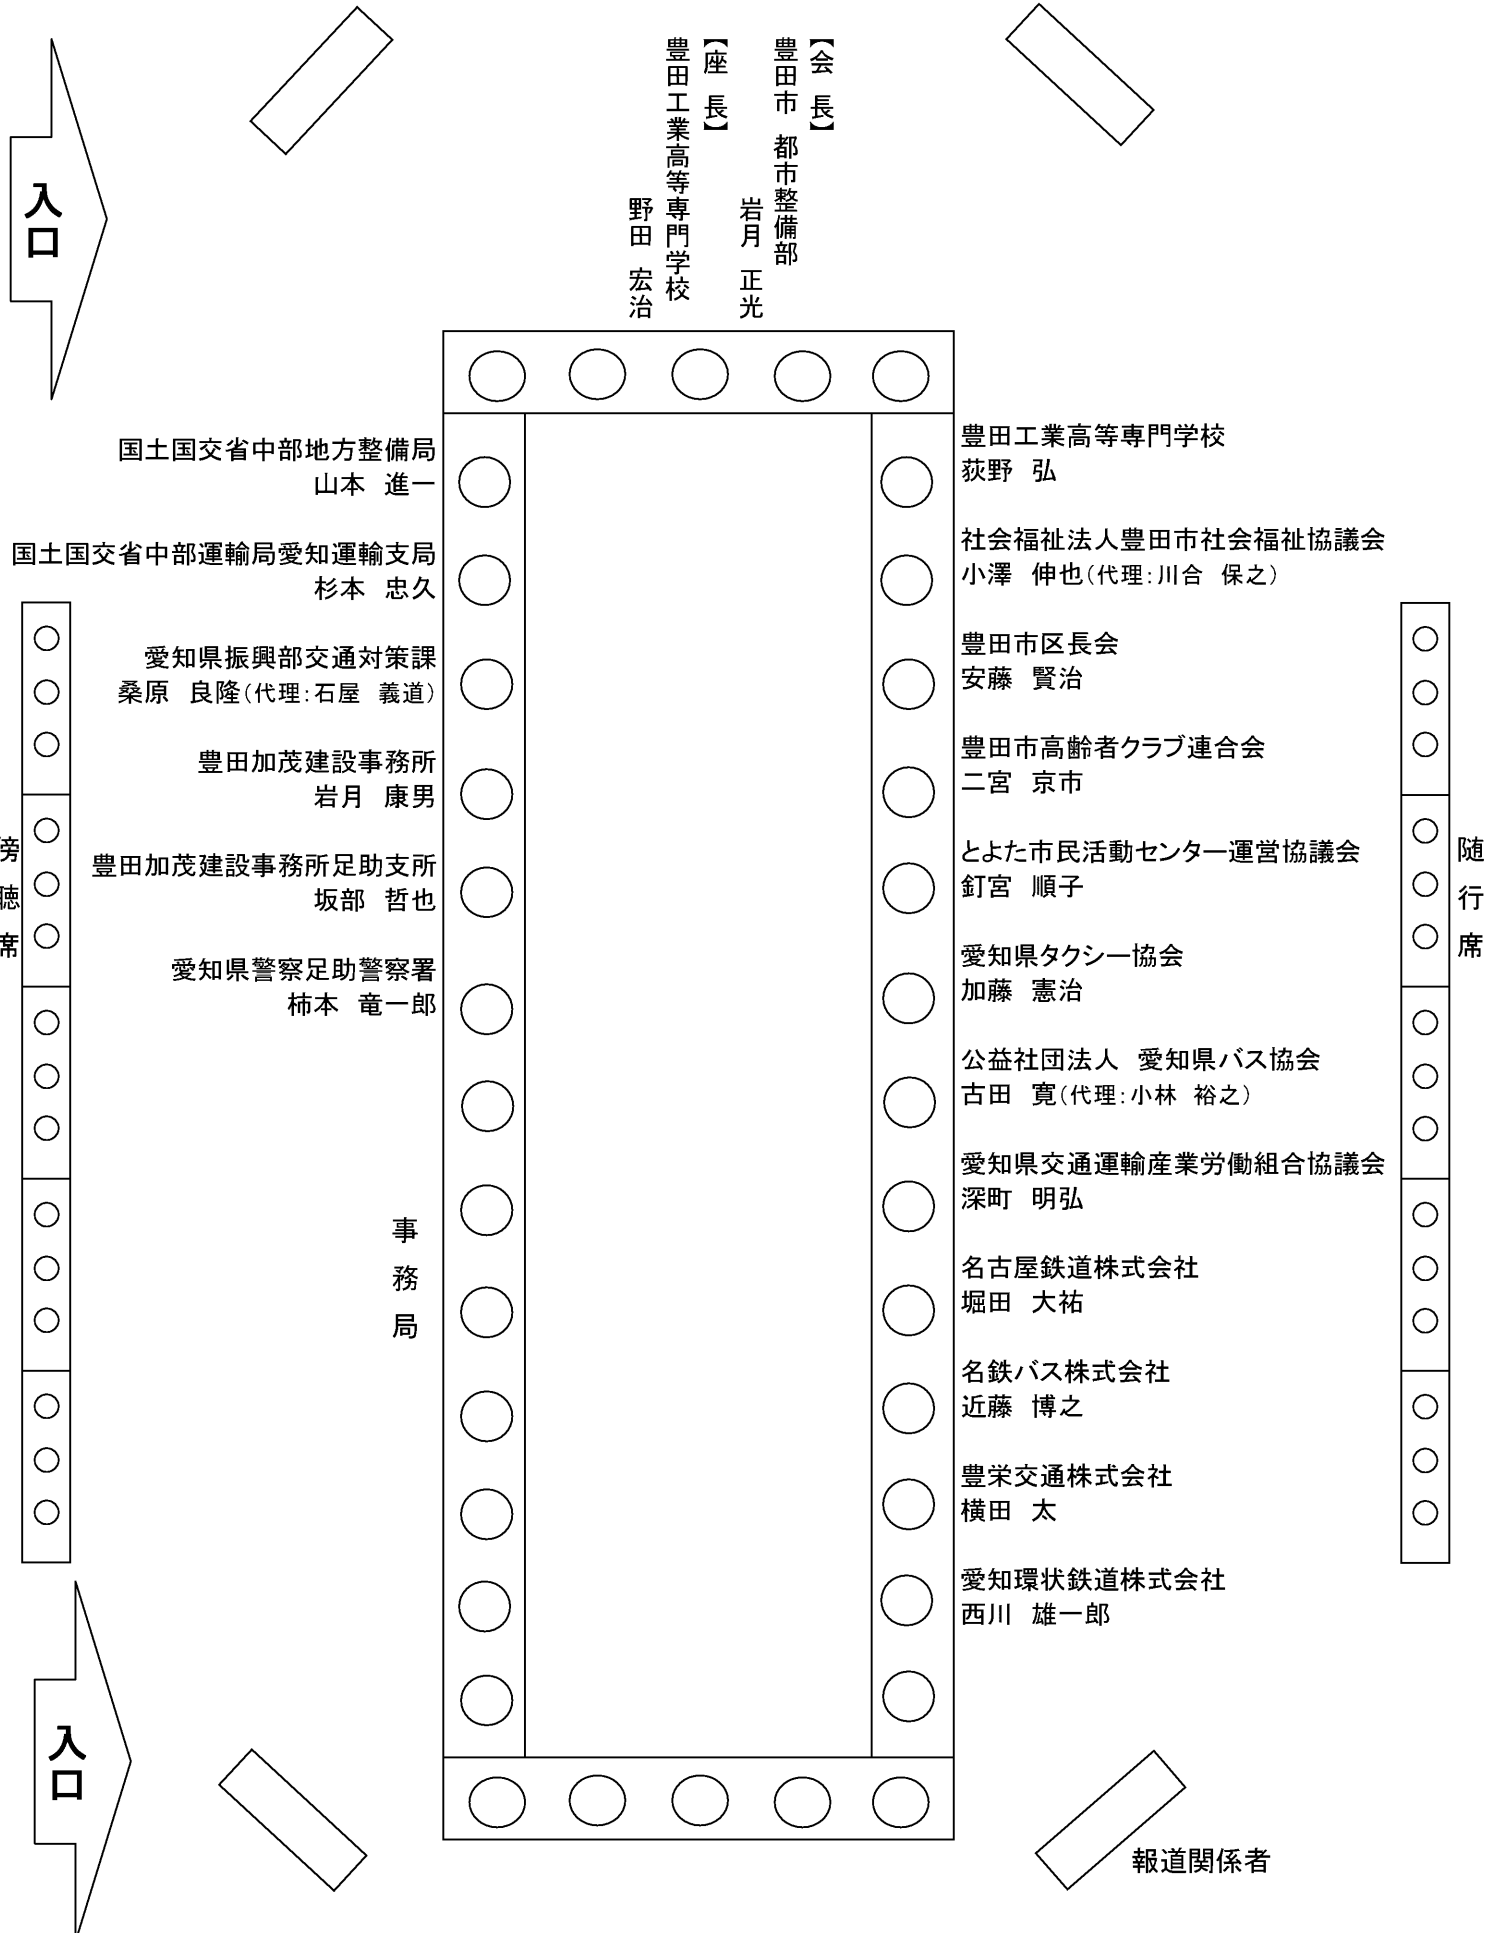 入口
【会 長】
豊田市 都市整備部
岩月 正光
【座 長】
豊田工業高等専門学校
野田 宏治
国土国交省中部地方整備局
山本 進一
国土国交省中部運輸局愛知運輸支局
杉本 忠久
愛知県振興部交通対策課
桑原 良隆(代理:石屋 義道)
豊田加茂建設事務所
岩月 康男
豊田加茂建設事務所足助支所
坂部 哲也
愛知県警察足助警察署
柿本 竜一郎
事務局
傍聴席
豊田工業高等専門学校
荻野 弘
社会福祉法人豊田市社会福祉協議会
小澤 伸也(代理:川合 保之)
豊田市区長会
安藤 賢治
豊田市高齢者クラブ連合会
二宮 京市
とよた市民活動センター運営協議会
釘宮 順子
愛知県タクシー協会
加藤 憲治
公益社団法人 愛知県バス協会
古田 寛(代理:小林 裕之)
愛知県交通運輸産業労働組合協議会
深町 明弘
名古屋鉄道株式会社
堀田 大祐
名鉄バス株式会社
近藤 博之
豊栄交通株式会社
横田 太
愛知環状鉄道株式会社
西川 雄一郎
随行席
入口
報道関係者